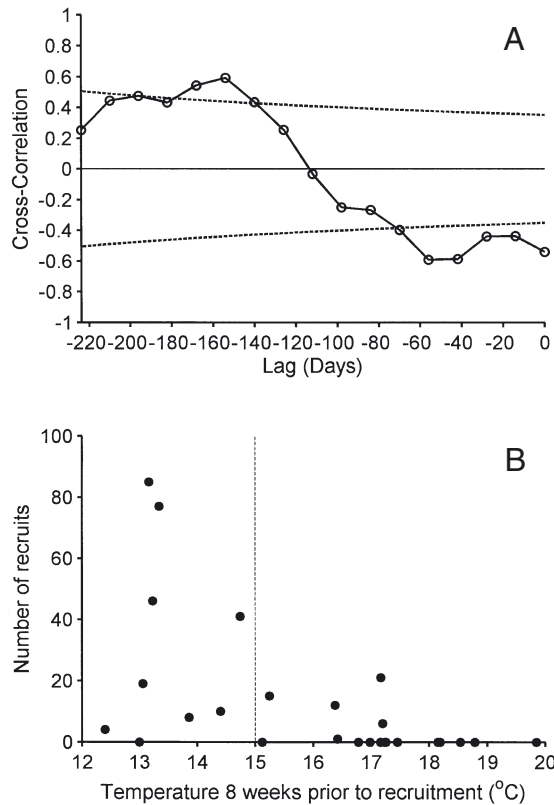 A
1
0.8
0.6
0.4
0.2
0
-0.2
-0.4
-0.6
-0.8
-1
Cross-Correlation
-220 -200 -180 -160 -140 -120 -100 -80 -60 -40 -20 0
Lag (Days)
B
100
80
60
40
20
0
Number of recruits
12 13 14 15 16 17 18 19 20
Temperature 8 weeks prior to recruitment (°C)